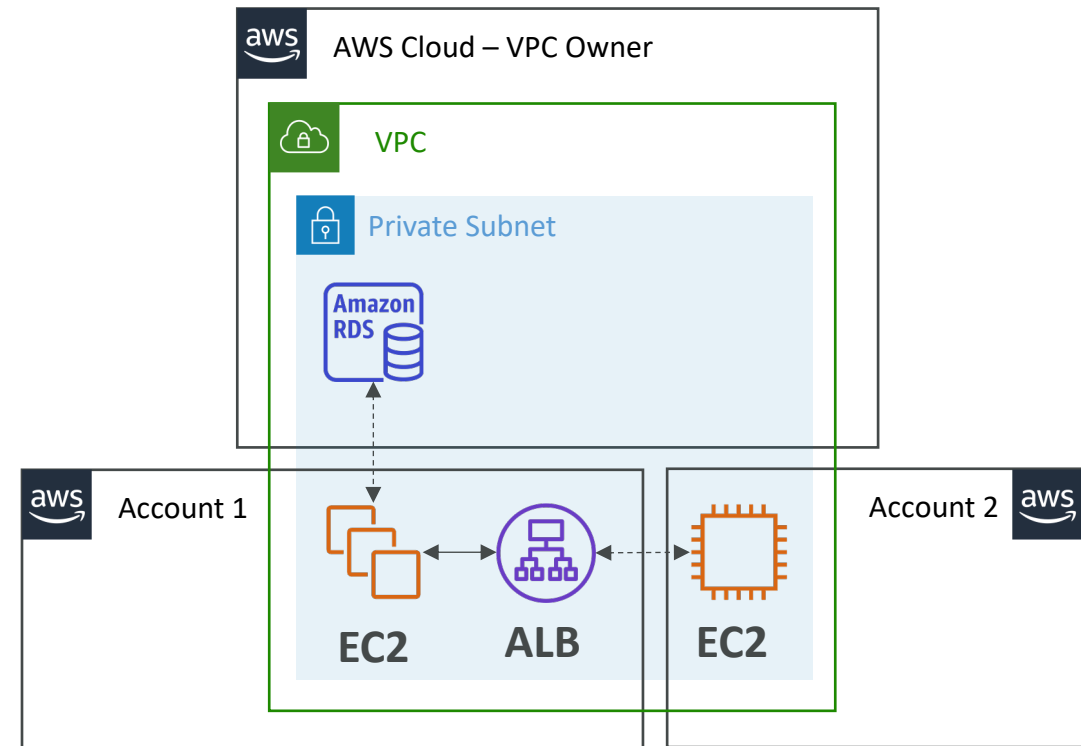 aws
AWS Cloud – VPC Owner
VPC
Private Subnet
Amazon
RDS
aws
Account 1
Account 2
aws
EC2
ALB
EC2